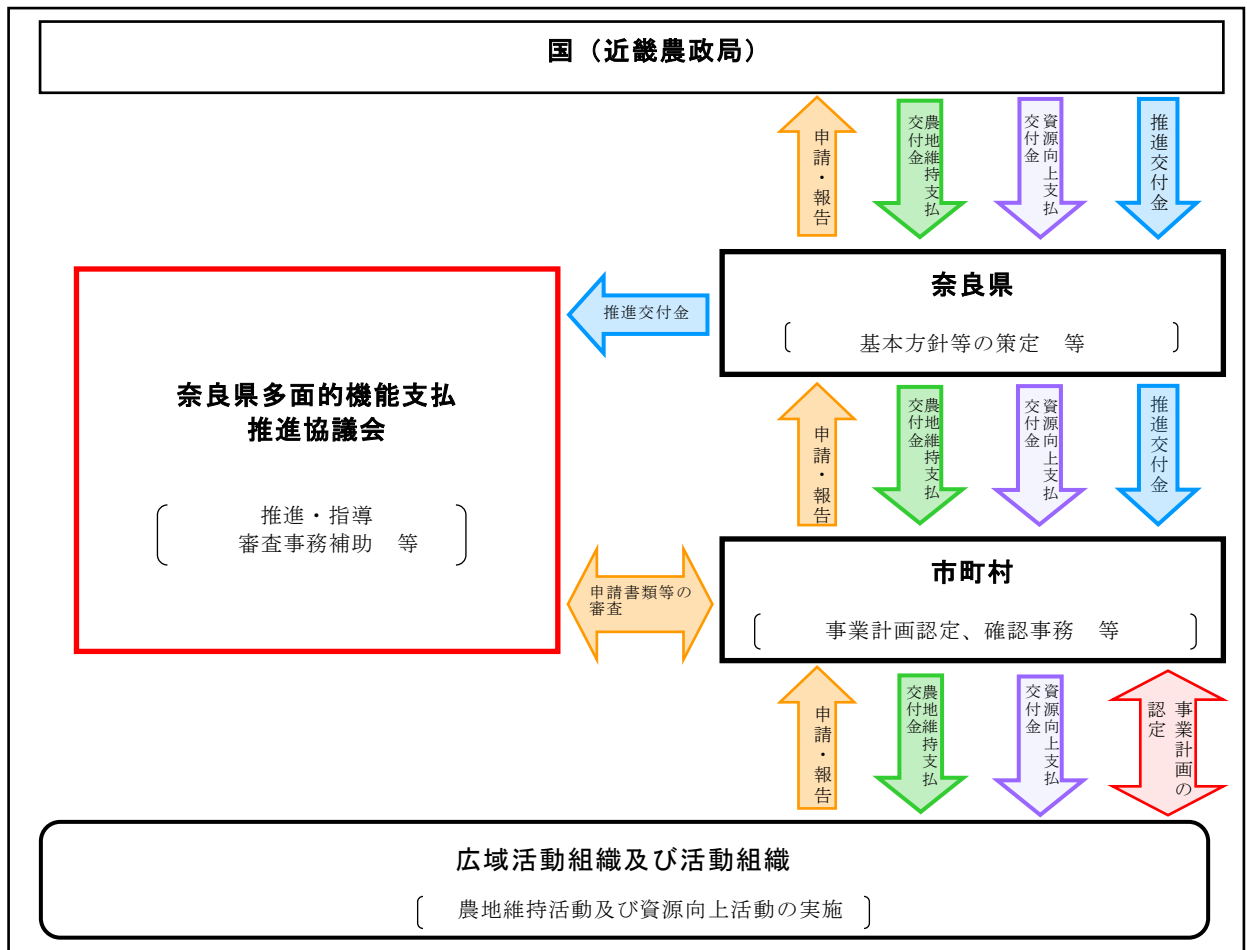 国（近畿農政局）
申請・報告
農地維持支払
交付金
資源向上支払
交付金
推進交付金
奈良県
基本方針等の策定　等
推進交付金
奈良県多面的機能支払
推進協議会
推進・指導
審査事務補助　等
申請・報告
農地維持支払
交付金
資源向上支払
交付金
推進交付金
市町村
事業計画認定、確認事務　等
申請書類等の
審査
申請・報告
農地維持支払
交付金
資源向上支払
交付金
事業計画の
認定
広域活動組織及び活動組織
農地維持活動及び資源向上活動の実施